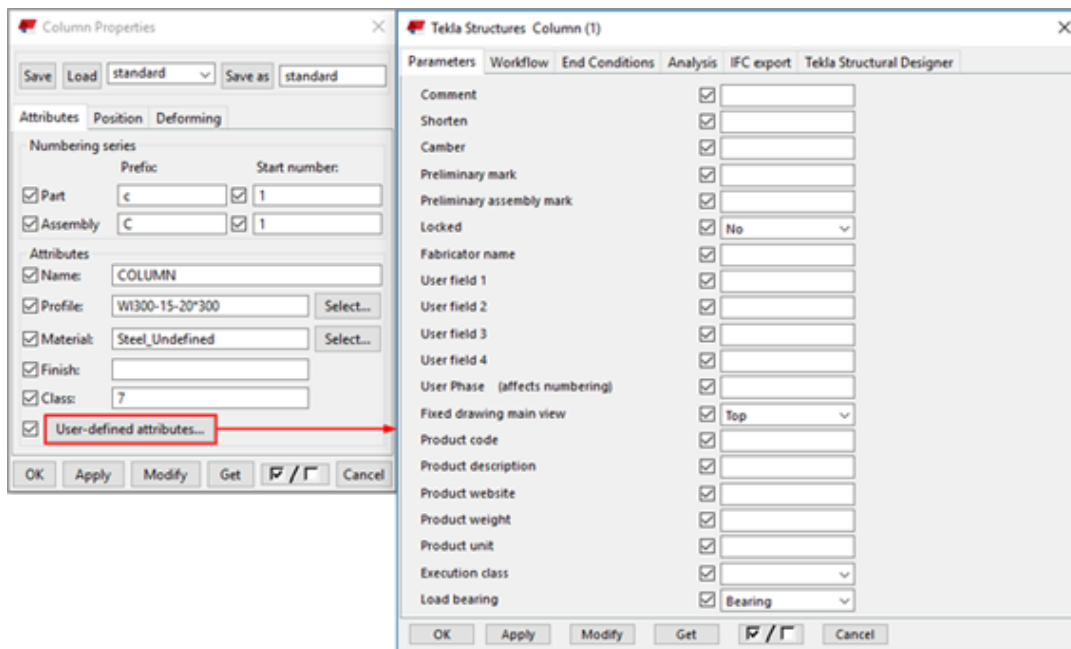 Column Properties
Save Load standard Save as standard
Attributes Position Deforming
Numbering series
Prefix: Start number:
Part c 1
Assembly C 1
Attributes
Name: COLUMN
Profile: WI300-15-20*300 Select...
Material: Steel_Undefined Select...
Finish:
Class: 7
User-defined attributes...
OK Apply Modify Get / Cancel
Tekla Structures Column (1)
Parameters Workflow End Conditions Analysis IFC export Tekla Structural Designer
Comment
Shorten
Camber
Preliminary mark
Preliminary assembly mark
Locked No
Fabricator name
User field 1
User field 2
User field 3
User field 4
User Phase (affects numbering)
Fixed drawing main view Top
Product code
Product description
Product website
Product weight
Product unit
Execution class
Load bearing Bearing
OK Apply Modify Get / Cancel